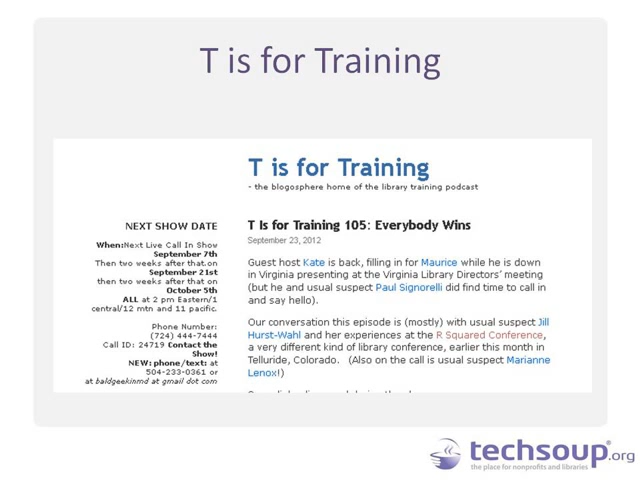 T is for Training
T is for Training
- the blogosphere home of the library training podcast
NEXT SHOW DATE
When:Next Live Call In Show
September 7th
Then two weeks after that.on
September 21st
then two weeks after that on
October 5th
ALL at 2 pm Eastern/1
central/12 mtn and 11 pacific.
Phone Number:
(724) 444-7444
Call ID: 24719 Contact the
Show!
NEW: phone/text: at
504-233-0361 or
at baldgeekinmd at gmail dot com
T Is for Training 105: Everybody Wins
September 23, 2012
Guest host Kate is back, filling in for Maurice while he is down
in Virginia presenting at the Virginia Library Directors’ meeting
(but he and usual suspect Paul Signorelli did find time to call in
and say hello).
Our conversation this episode is (mostly) with usual suspect Jill
Hurst-Wahl and her experiences at the R Squared Conference,
a very different kind of library conference, earlier this month in
Telluride, Colorado. (Also on the call is usual suspect Marianne
Lenox!)
techsoup®.org
the place for nonprofits and libraries